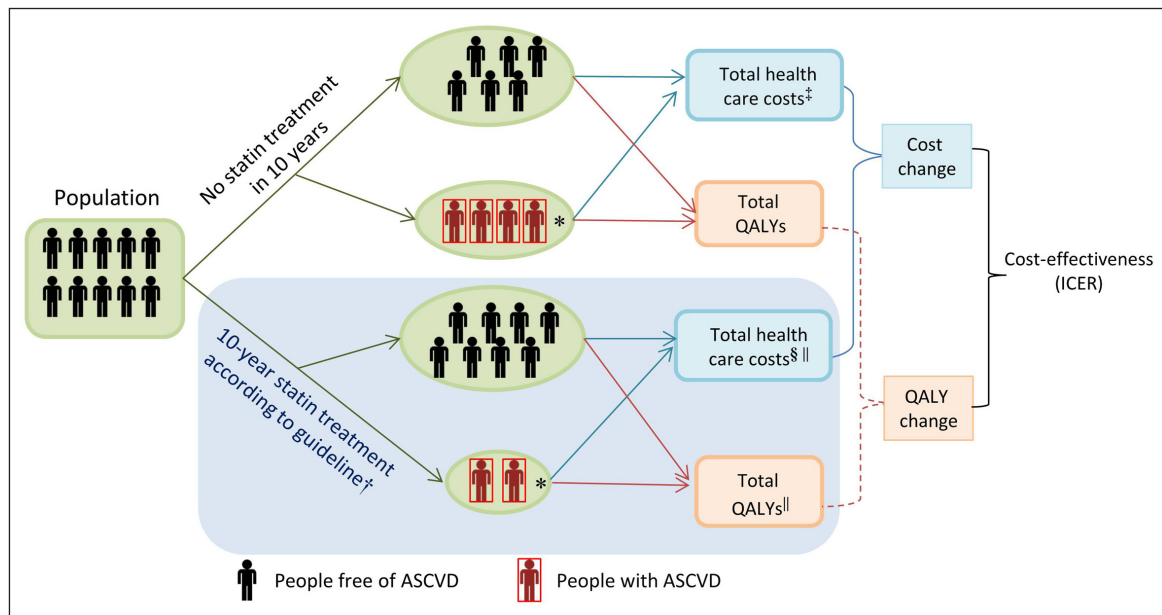 Population
No statin treatment
in 10 years
*
Total health
care costs‡
Total
QALYs
10-year statin treatment
according to guideline†
*
Total health
care costs§ ||
Total
QALYs||
Cost
change
QALY
change
Cost-effectiveness
(ICER)
People free of ASCVD
People with ASCVD